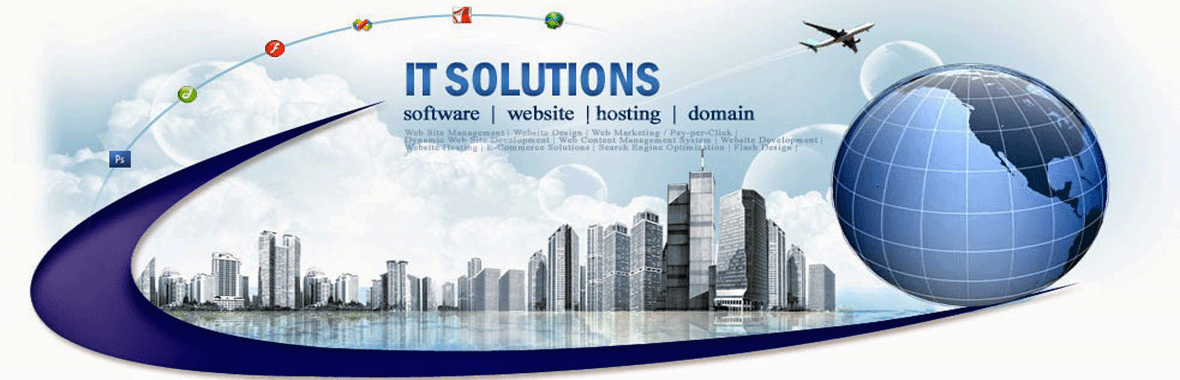 IT SOLUTIONS
software | website | hosting | domain
Web Site Management | Website Design | Web Marketing / Pay-per-Click |
Dynamic Web Site Development | Web Content Management System | Website Development |
Website Hosting | E-Commerce Solutions | Search Engine Optimization | Flash Design |
Ps